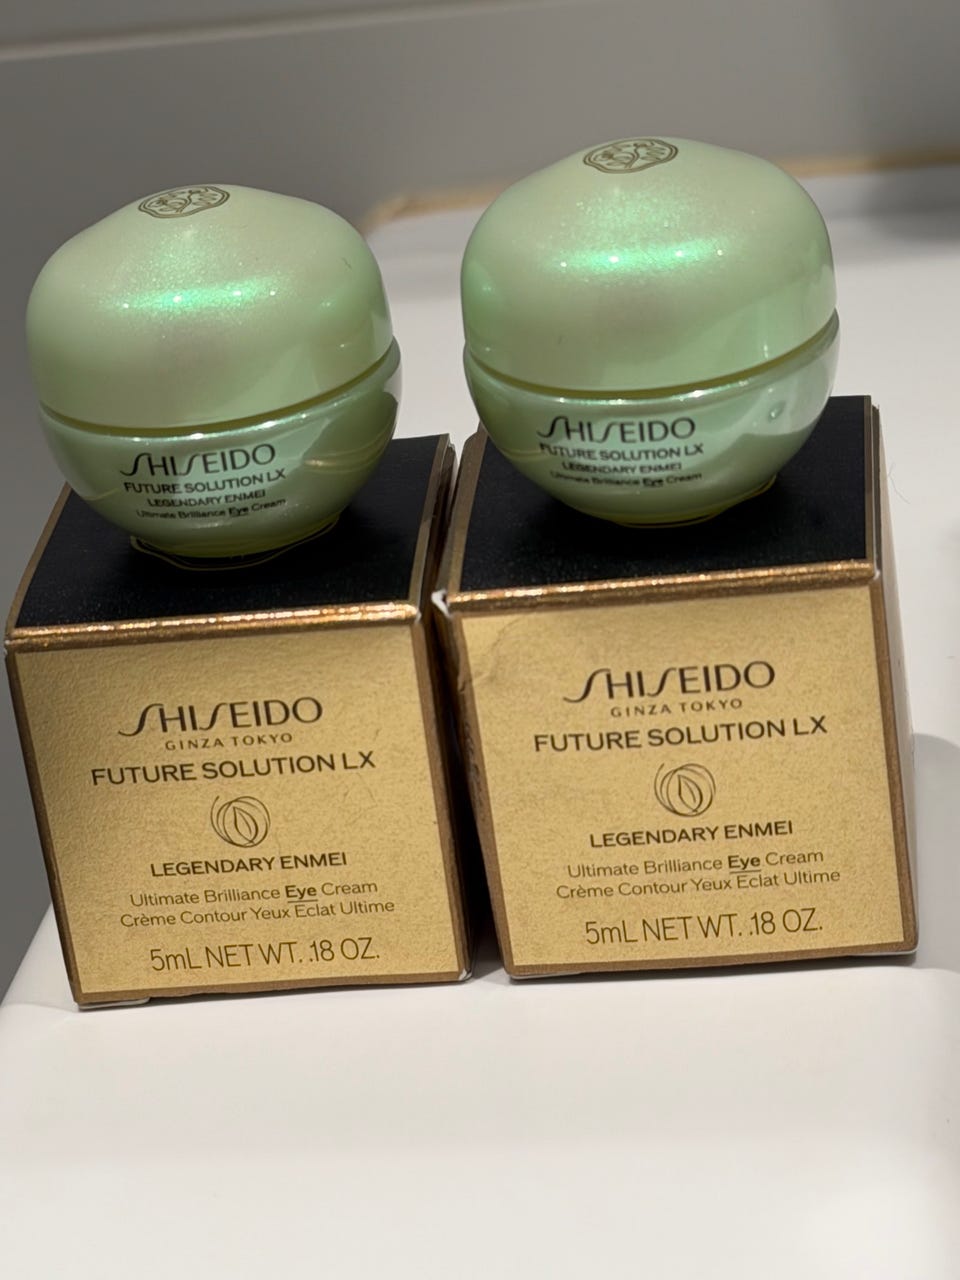 SHISEIDO
FUTURE SOLUTION LX
LEGENDARY ENMEI
Ultimate Brilliance Eye Cream
SHISEIDO
FUTURE SOLUTION LX
LEGENDARY ENMEI
Ultimate Brilliance Eye Cream
SHISEIDO
GINZA TOKYO
FUTURE SOLUTION LX
LEGENDARY ENMEI
Ultimate Brilliance Eye Cream
Crème Contour Yeux Eclat Ultime
5mL NET WT. .18 OZ.
SHISEIDO
GINZA TOKYO
FUTURE SOLUTION LX
LEGENDARY ENMEI
Ultimate Brilliance Eye Cream
Crème Contour Yeux Eclat Ultime
5mL NET WT. .18 OZ.